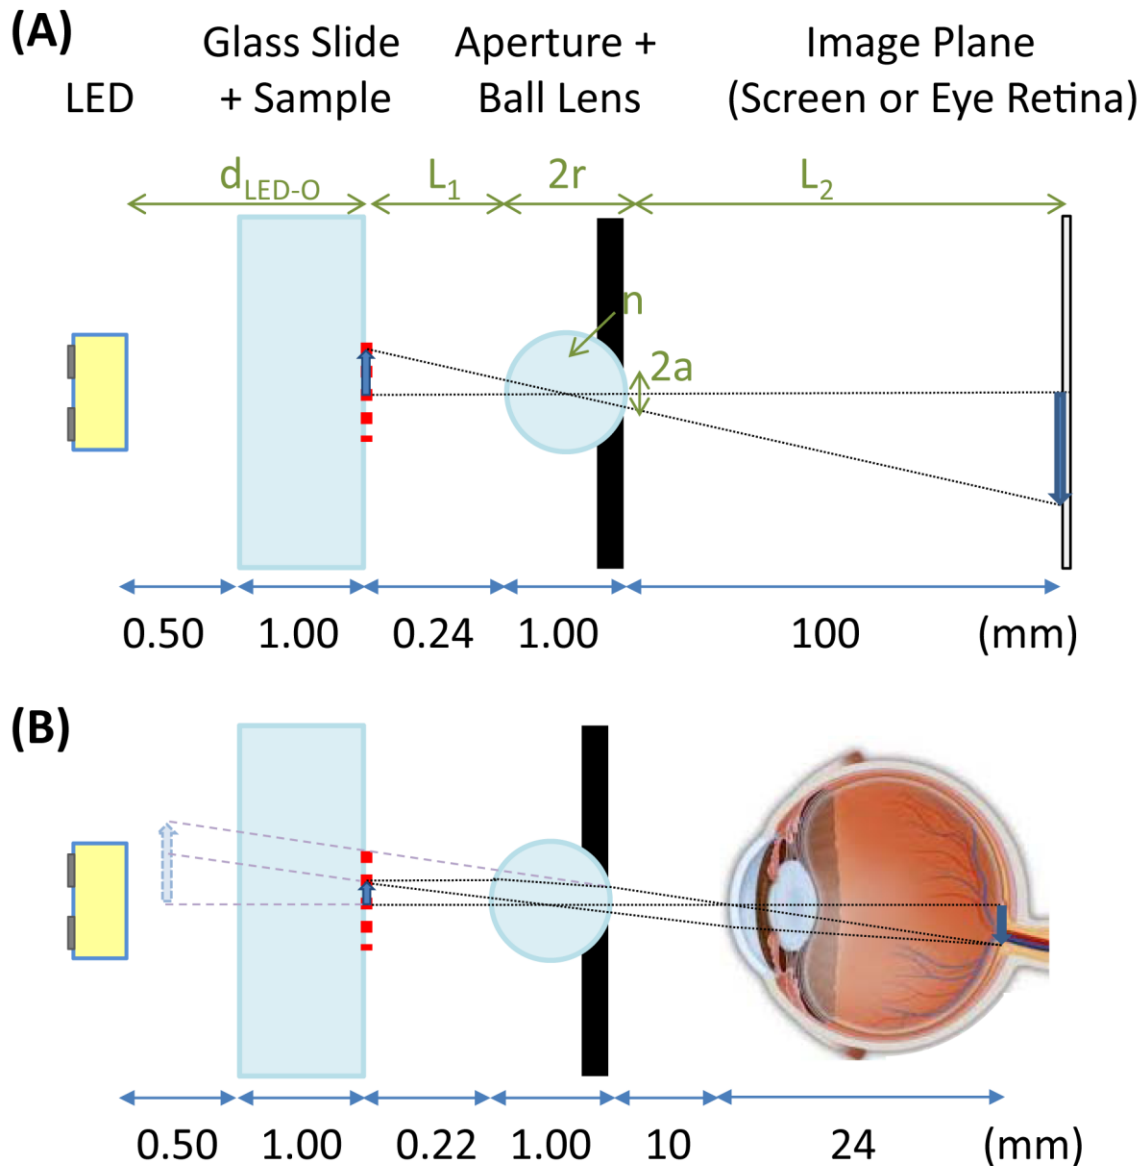 (A)
LED
Glass Slide
+ Sample
Aperture +
Ball Lens
Image Plane
(Screen or Eye Retina)
d_LED-O
L₁
2r
L₂
n
2a
0.50
1.00
0.24
1.00
100
(mm)
(B)
0.50
1.00
0.22
1.00
10
24
(mm)